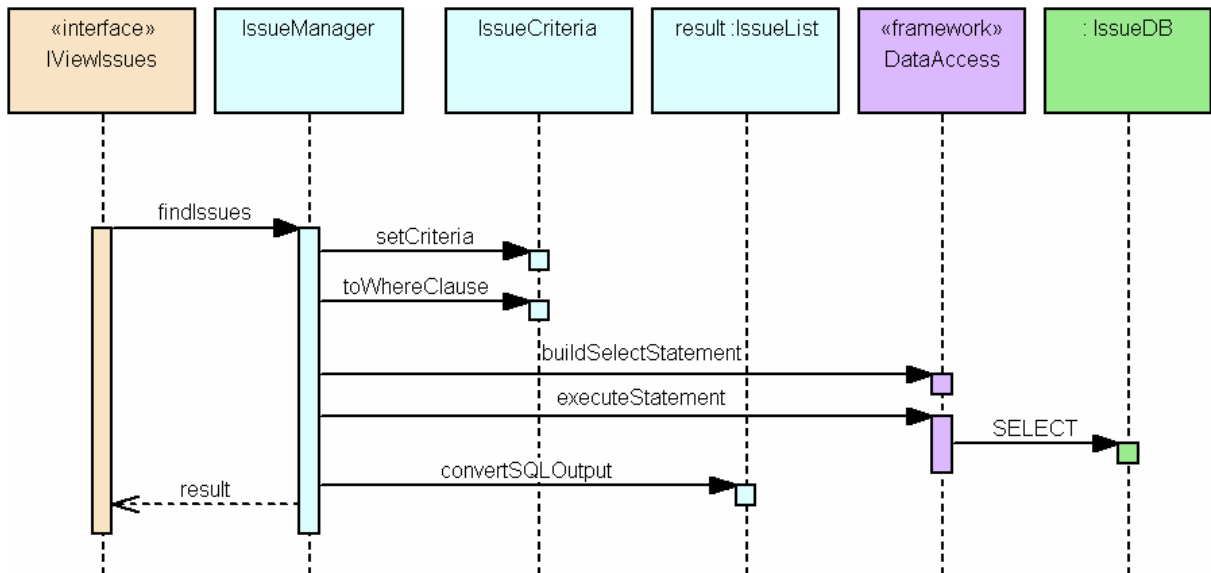 «interface»
IViewIssues
IssueManager
IssueCriteria
result :IssueList
«framework»
DataAccess
: IssueDB
findIssues
setCriteria
toWhereClause
buildSelectStatement
executeStatement
SELECT
convertSQLOutput
result